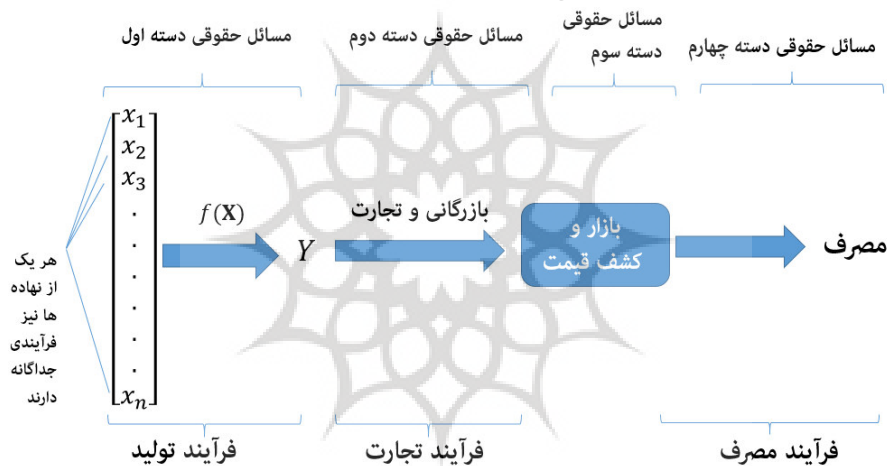 مسائل حقوقی دسته اول
مسائل حقوقی دسته دوم
مسائل حقوقی
دسته سوم
مسائل حقوقی دسته چهارم
x₁
x₂
x₃
.
.
.
.
.
.
xₙ
هر یک
از نهاده
ها نیز
فرآیندی
جداگانه
دارند
f(X)
Y
بازرگانی و تجارت
بازار و
کشف قیمت
مصرف
فرآیند تولید
فرآیند تجارت
فرآیند مصرف